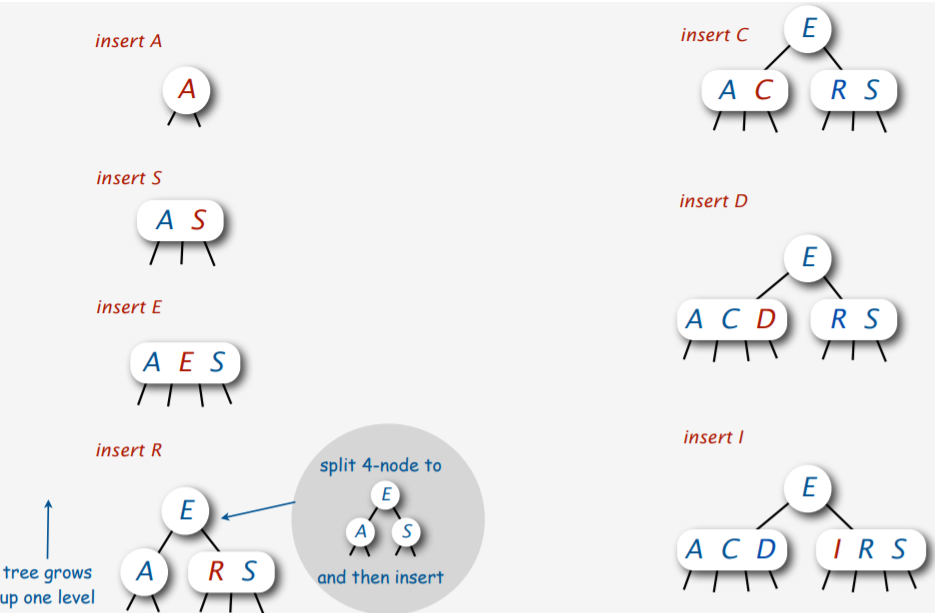 insert A
A
insert S
A S
insert E
A E S
insert R
E
A
R S
tree grows
up one level
split 4-node to
E
A
S
and then insert
insert C
E
A C
R S
insert D
E
A C D
R S
insert I
E
A C D
I R S